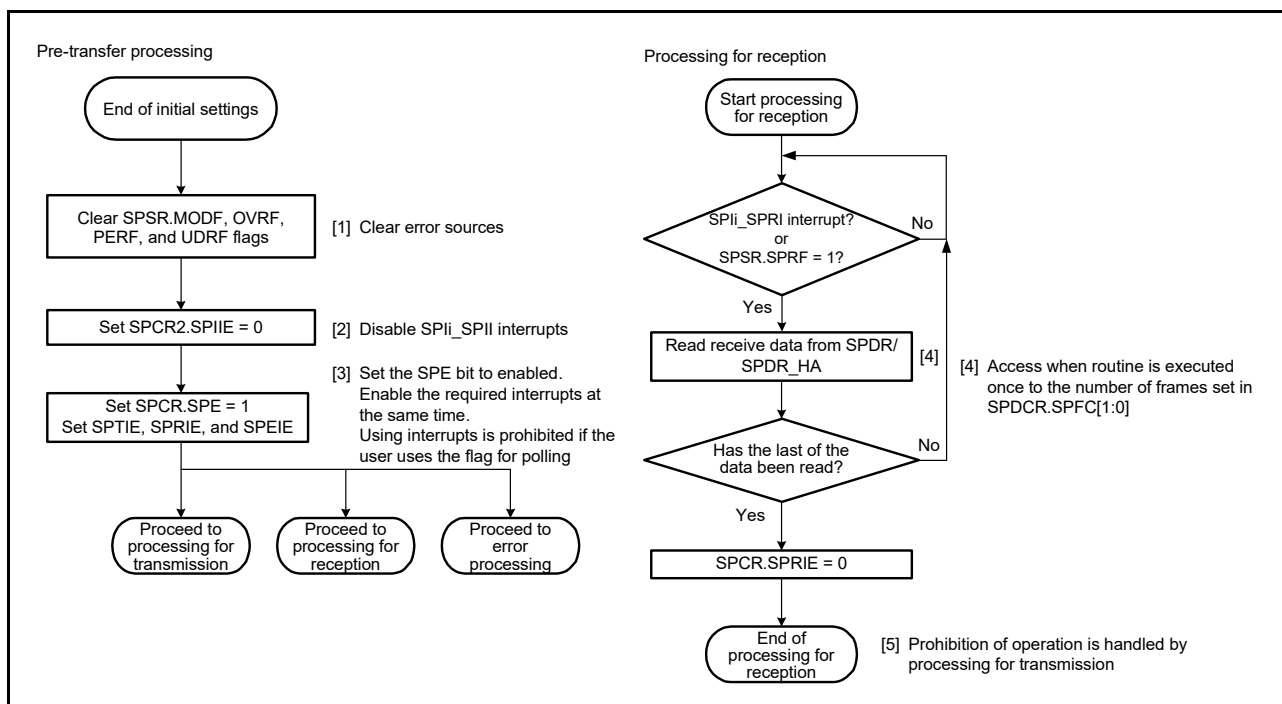 Pre-transfer processing
End of initial settings
Clear SPSR.MODF, OVRF,
PERF, and UDRF flags
[1] Clear error sources
Set SPCR2.SPIIE = 0
[2] Disable SPIi_SPII interrupts
Set SPCR.SPE = 1
Set SPTIE, SPRIE, and SPEIE
[3] Set the SPE bit to enabled.
Enable the required interrupts at
the same time.
Using interrupts is prohibited if the
user uses the flag for polling
Proceed to
processing for
transmission
Proceed to
processing for
reception
Proceed to
error
processing
Processing for reception
Start processing
for reception
SPIi_SPRI interrupt?
or
SPSR.SPRF = 1?
No
Yes
Read receive data from SPDR/
SPDR_HA
[4]
[4] Access when routine is executed
once to the number of frames set in
SPDCR.SPFC[1:0]
Has the last of the
data been read?
No
Yes
SPCR.SPRIE = 0
End of
processing for
reception
[5] Prohibition of operation is handled by
processing for transmission